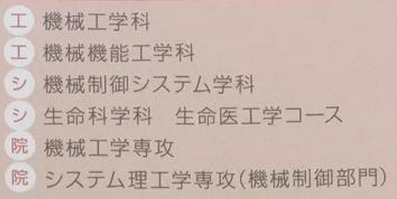 工 機械工学科
工 機械機能工学科
シ 機械制御システム学科
シ 生命科学科　生命医工学コース
院 機械工学専攻
院 システム理工学専攻(機械制御部門)